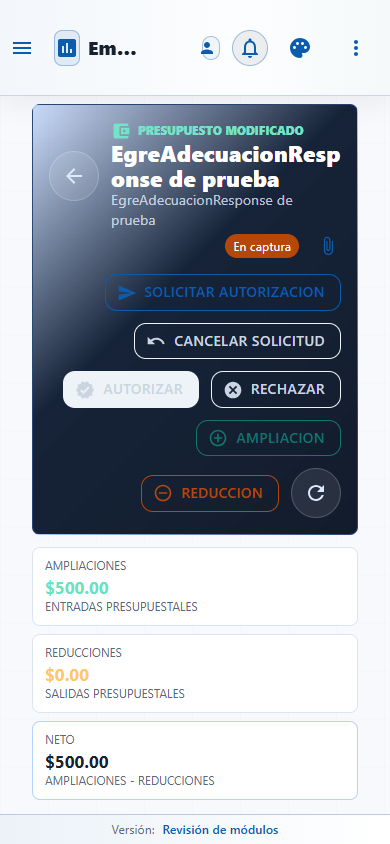 Em...
PRESUPUESTO MODIFICADO
EgreAdecuacionResp
onse de prueba
EgreAdecuacionResponse de
prueba
En captura
SOLICITAR AUTORIZACION
CANCELAR SOLICITUD
AUTORIZAR
RECHAZAR
AMPLIACION
REDUCCION
AMPLIACIONES
$500.00
ENTRADAS PRESUPUESTALES
REDUCCIONES
$0.00
SALIDAS PRESUPUESTALES
NETO
$500.00
AMPLIACIONES - REDUCCIONES
Versión: Revisión de módulos